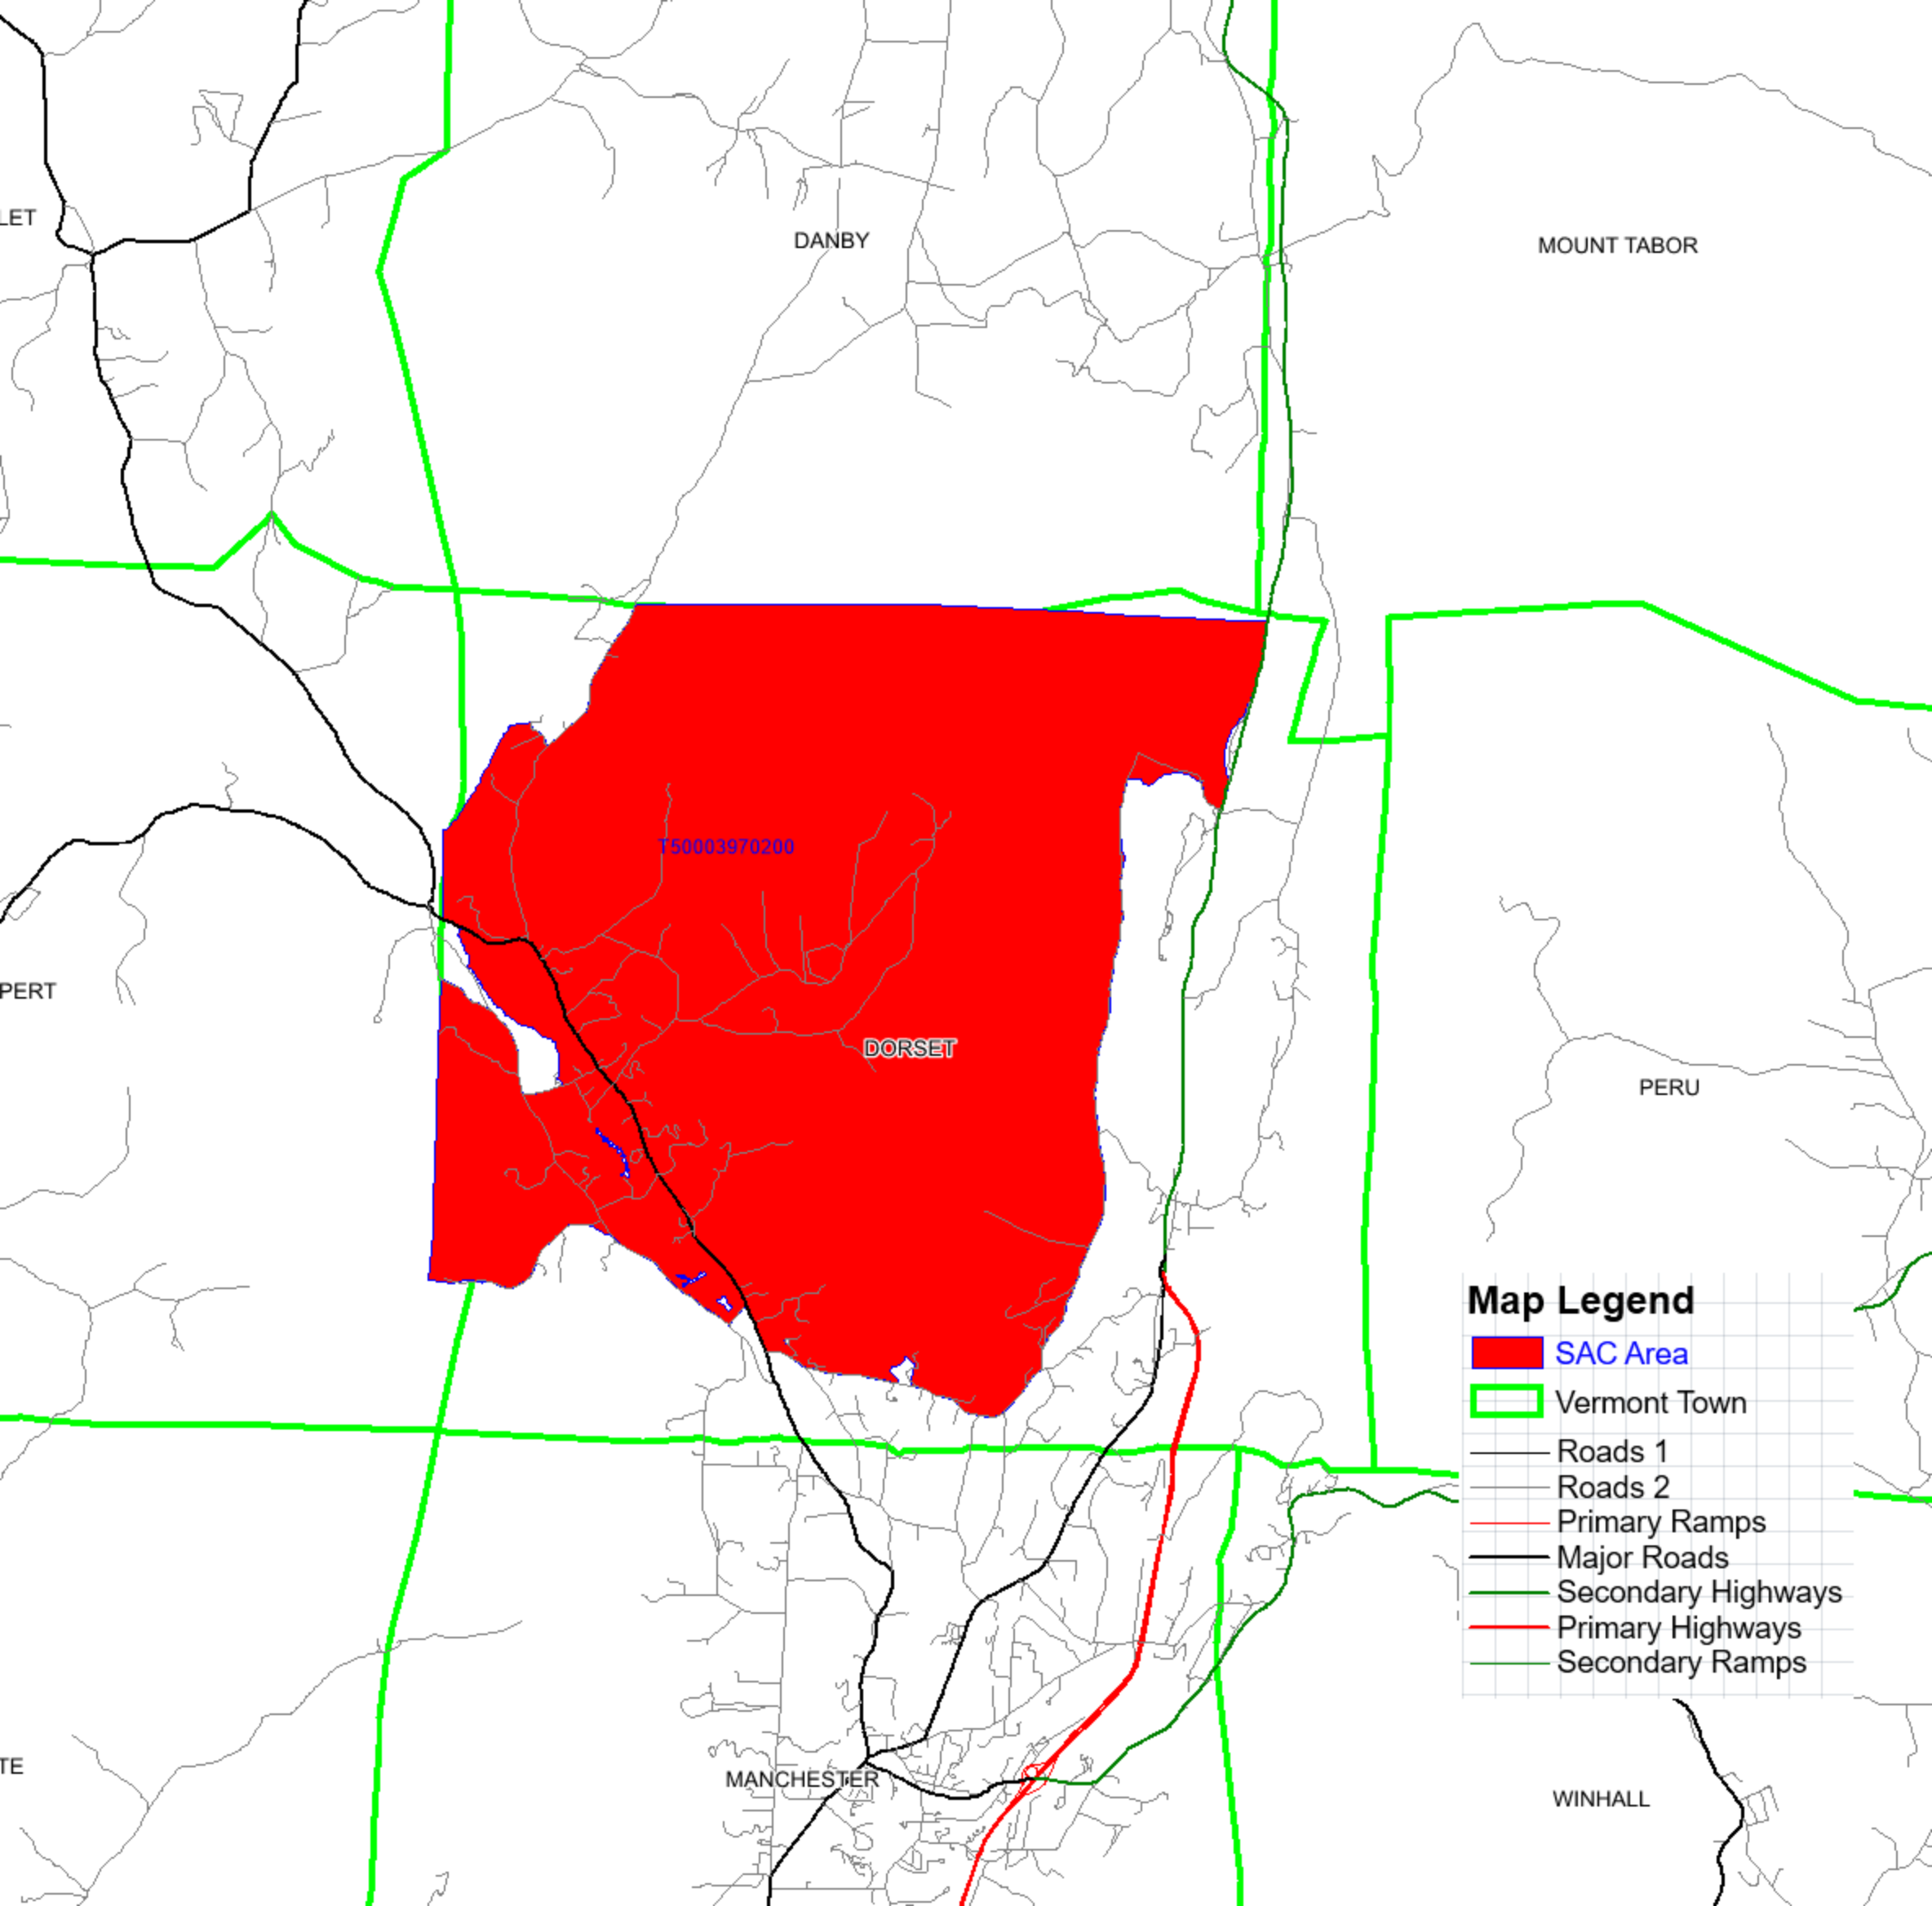 LET
DANBY
MOUNT TABOR
T50003970200
PERT
DORSET
PERU
Map Legend
SAC Area
Vermont Town
Roads 1
Roads 2
Primary Ramps
Major Roads
Secondary Highways
Primary Highways
Secondary Ramps
TE
MANCHESTER
WINHALL